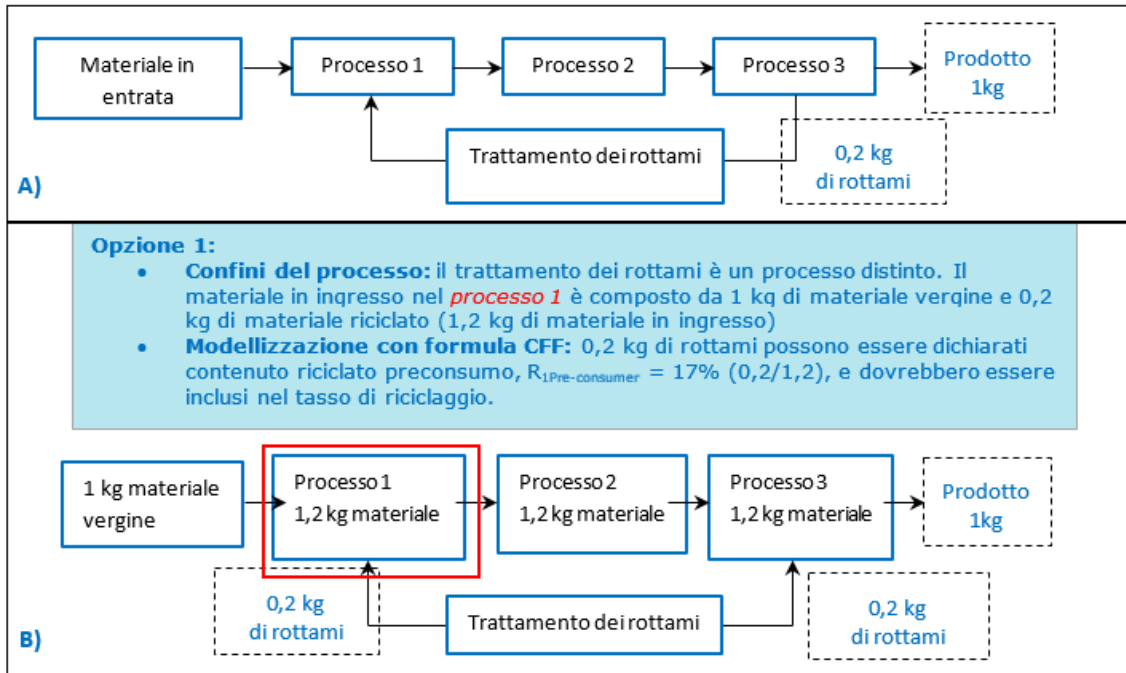 Materiale in
entrata
Processo 1
Processo 2
Processo 3
Prodotto
1kg
Trattamento dei rottami
0,2 kg
di rottami
A)
Opzione 1:
• Confini del processo: il trattamento dei rottami è un processo distinto. Il
materiale in ingresso nel processo 1 è composto da 1 kg di materiale vergine e 0,2
kg di materiale riciclato (1,2 kg di materiale in ingresso)
• Modellizzazione con formula CFF: 0,2 kg di rottami possono essere dichiarati
contenuto riciclato preconsumo, R1Pre-consumer = 17% (0,2/1,2), e dovrebbero essere
inclusi nel tasso di riciclaggio.
1 kg materiale
vergine
Processo 1
1,2 kg materiale
Processo 2
1,2 kg materiale
Processo 3
1,2 kg materiale
Prodotto
1kg
0,2 kg
di rottami
Trattamento dei rottami
0,2 kg
di rottami
B)